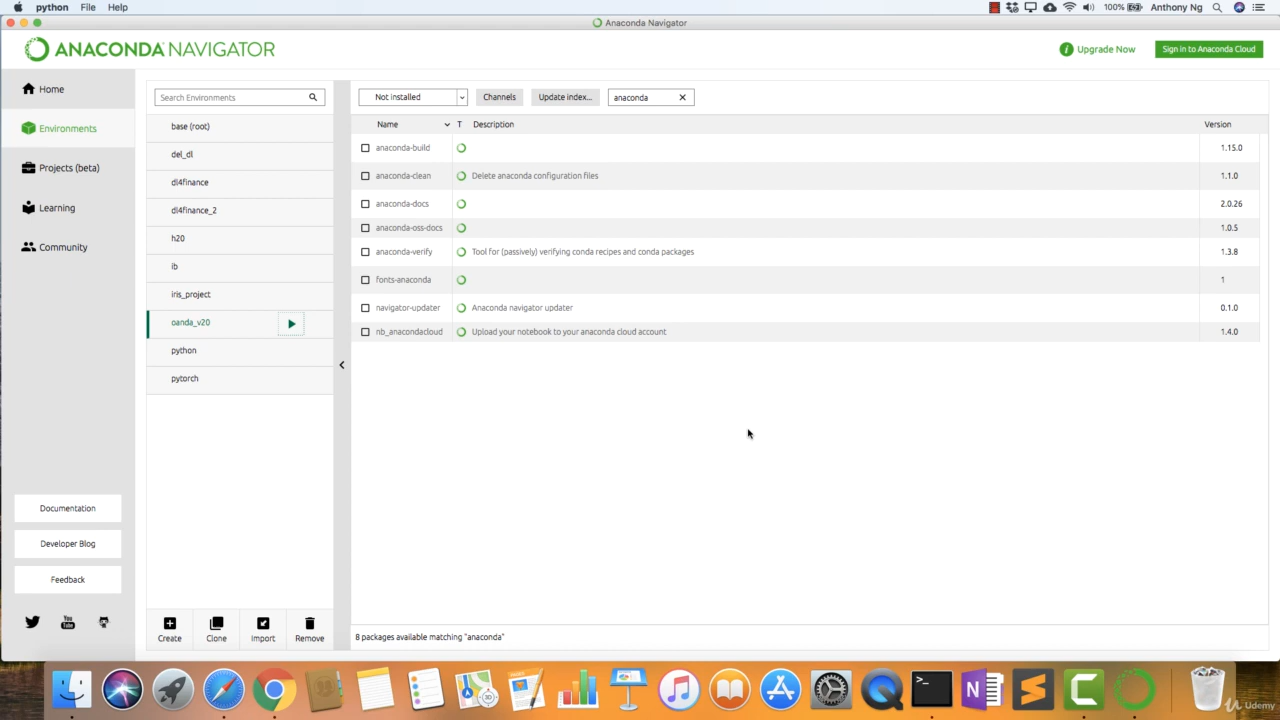 python File Help 100% Anthony Ng
Anaconda Navigator
ANACONDA NAVIGATOR
i Upgrade Now Sign in to Anaconda Cloud
Home
Environments
Projects (beta)
Learning
Community
Documentation
Developer Blog
Feedback
You Tube
Search Environments
base (root)
del_dl
dl4finance
dl4finance_2
h20
ib
iris_project
oanda_v20
python
pytorch
Create Clone Import Remove
Not installed Channels Update index... anaconda
Name T Description Version
anaconda-build 1.15.0
anaconda-clean Delete anaconda configuration files 1.1.0
anaconda-docs 2.0.26
anaconda-oss-docs 1.0.5
anaconda-verify Tool for (passively) verifying conda recipes and conda packages 1.3.8
fonts-anaconda 1
navigator-updater Anaconda navigator updater 0.1.0
nb_anacondacloud Upload your notebook to your anaconda cloud account 1.4.0
8 packages available matching "anaconda"
Udemy